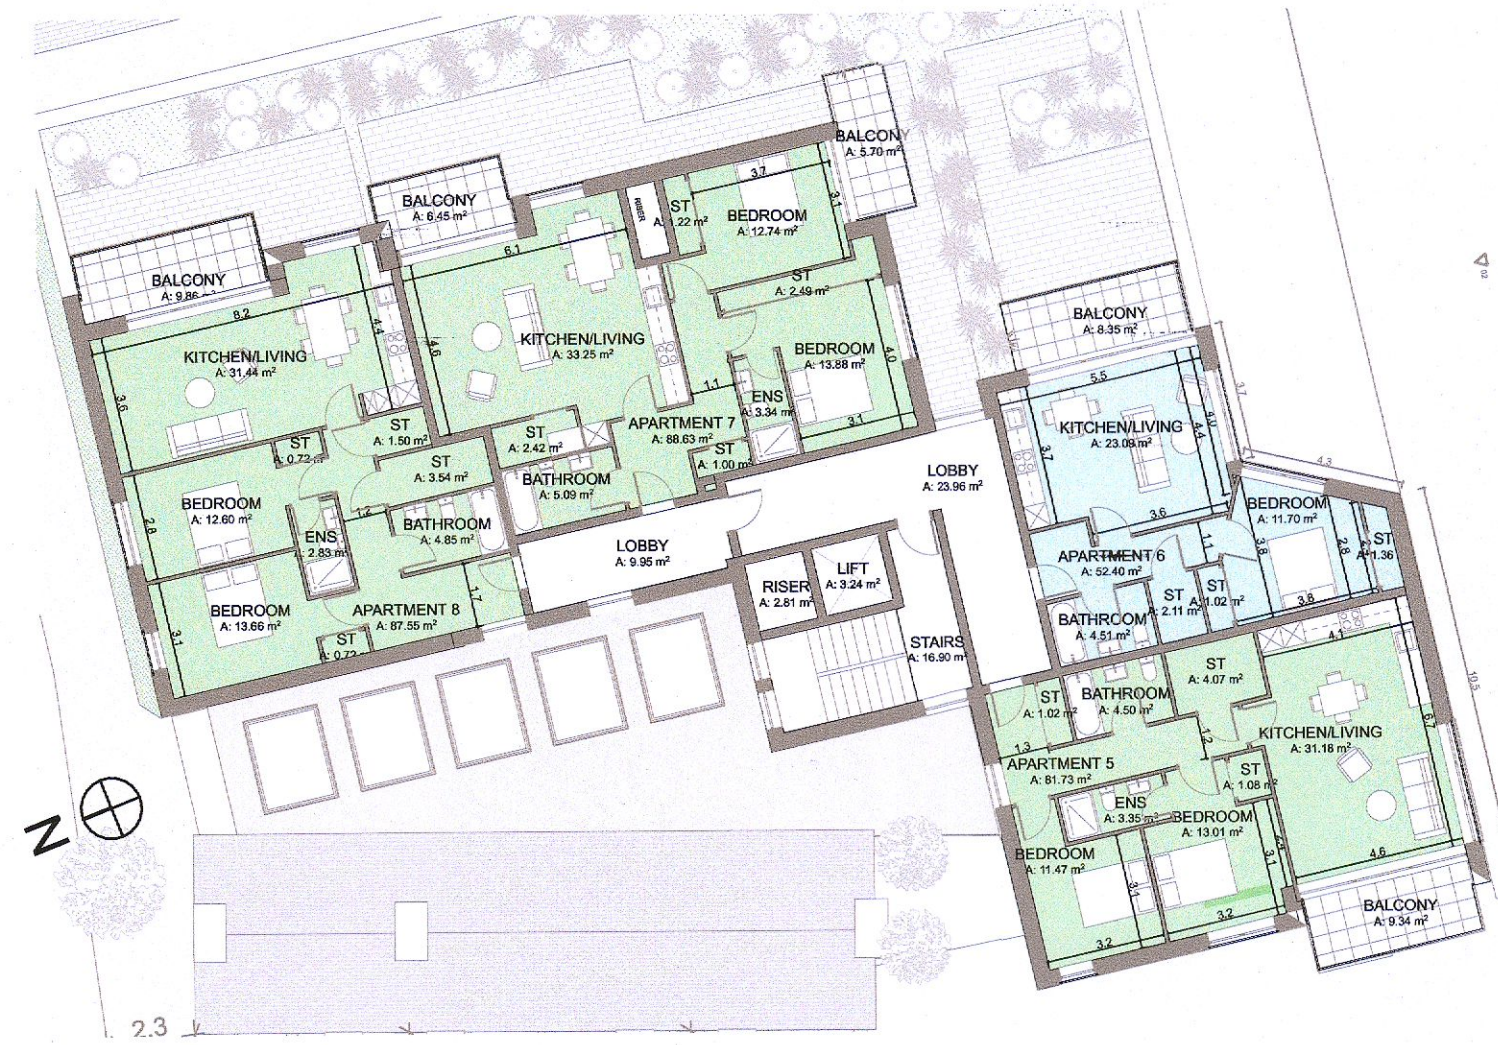 BALCONY
A: 5.70 m²
BALCONY
A: 6.45 m²
RISER
ST
A: 1.22 m²
3.7
3.1
BEDROOM
A: 12.74 m²
BALCONY
8.2
6.1
4.4
4.6
KITCHEN/LIVING
A: 31.44 m²
3.6
KITCHEN/LIVING
A: 33.25 m²
ST
A: 2.49 m²
BEDROOM
A: 13.88 m²
4.0
3.1
1.1
ENS
A: 3.34 m²
APARTMENT 7
A: 88.63 m²
ST
A: 1.00 m²
ST
A: 2.42 m²
BATHROOM
A: 5.09 m²
ST
A: 1.50 m²
ST
A: 3.54 m²
ST
A: 0.72
BEDROOM
A: 12.60 m²
2.8
ENS
A: 2.83 m²
1.2
BATHROOM
A: 4.85 m²
BEDROOM
A: 13.66 m²
3.1
APARTMENT 8
A: 87.55 m²
1.7
ST
A: 0.72
LOBBY
A: 9.95 m²
LOBBY
A: 23.96 m²
RISER
A: 2.81 m²
LIFT
A: 3.24 m²
STAIRS
A: 16.90 m²
BALCONY
A: 8.35 m²
5.5
3.7
3.7
4.4
KITCHEN/LIVING
A: 23.09 m²
3.6
4.3
BEDROOM
A: 11.70 m²
3.8
2.8
3.8
ST
1.36
APARTMENT 6
A: 52.40 m²
1.1
ST
A: 2.11 m²
ST
A: 1.02 m²
BATHROOM
A: 4.51 m²
ST
A: 4.07 m²
BATHROOM
A: 4.50 m²
ST
A: 1.02 m²
1.3
1.2
APARTMENT 5
A: 81.73 m²
4.1
KITCHEN/LIVING
A: 31.18 m²
6.7
10.5
ST
A: 1.08 m²
ENS
A: 3.35 m²
BEDROOM
A: 13.01 m²
3.1
BEDROOM
A: 11.47 m²
3.1
3.2
3.2
4.6
BALCONY
A: 9.34 m²
N
2.3